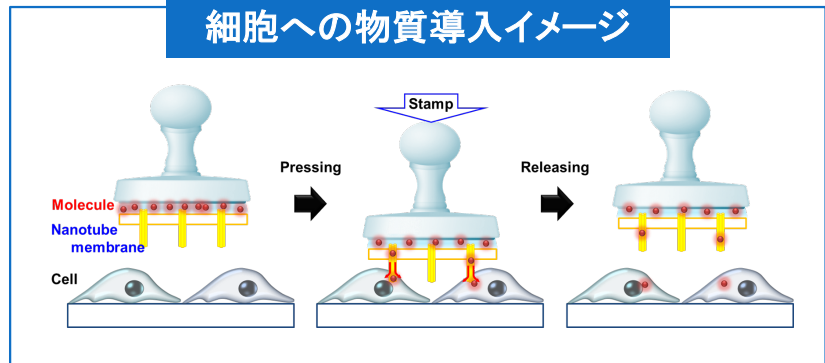 細胞への物質導入イメージ
Stamp
Pressing
Releasing
Molecule
Nanotube
membrane
Cell